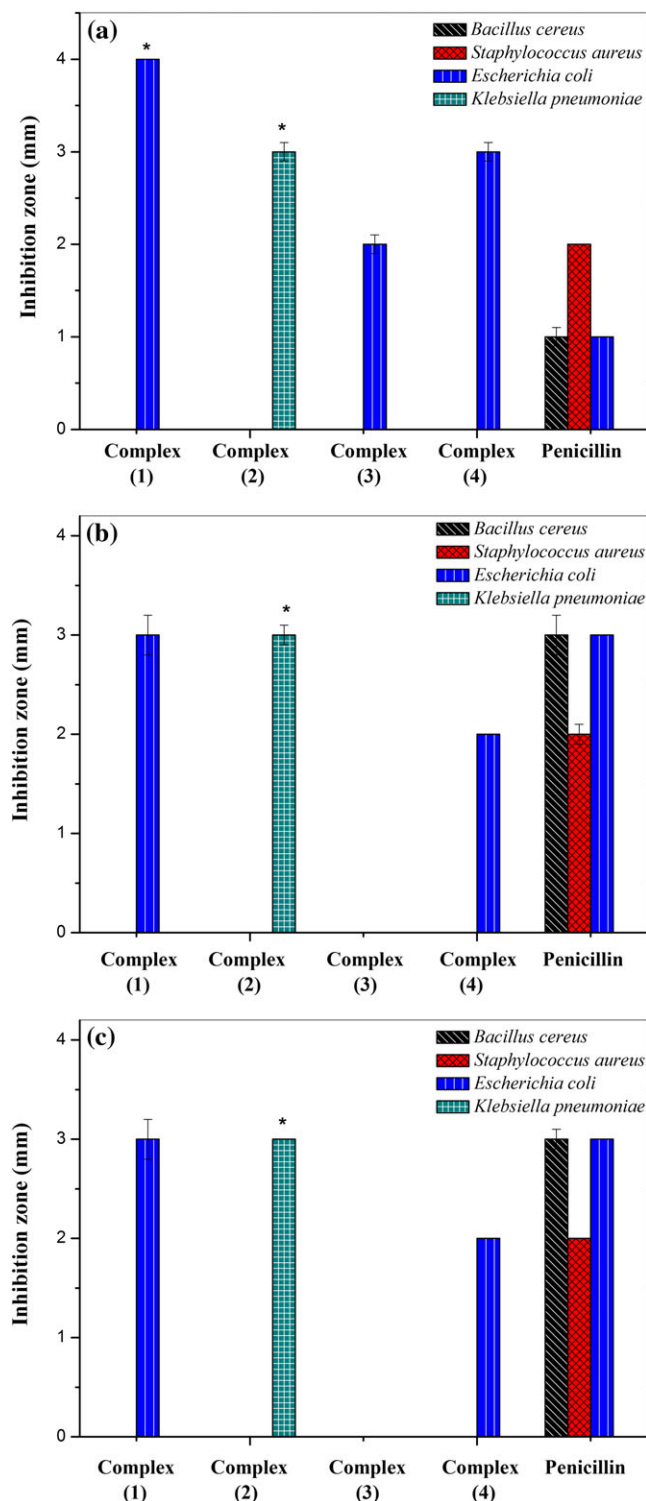 (a)
Bacillus cereus
Staphylococcus aureus
Escherichia coli
Klebsiella pneumoniae
Inhibition zone (mm)
4
3
2
1
0
*
*
Complex (1)
Complex (2)
Complex (3)
Complex (4)
Penicillin
(b)
Bacillus cereus
Staphylococcus aureus
Escherichia coli
Klebsiella pneumoniae
Inhibition zone (mm)
4
3
2
1
0
*
Complex (1)
Complex (2)
Complex (3)
Complex (4)
Penicillin
(c)
Bacillus cereus
Staphylococcus aureus
Escherichia coli
Klebsiella pneumoniae
Inhibition zone (mm)
4
3
2
1
0
*
Complex (1)
Complex (2)
Complex (3)
Complex (4)
Penicillin